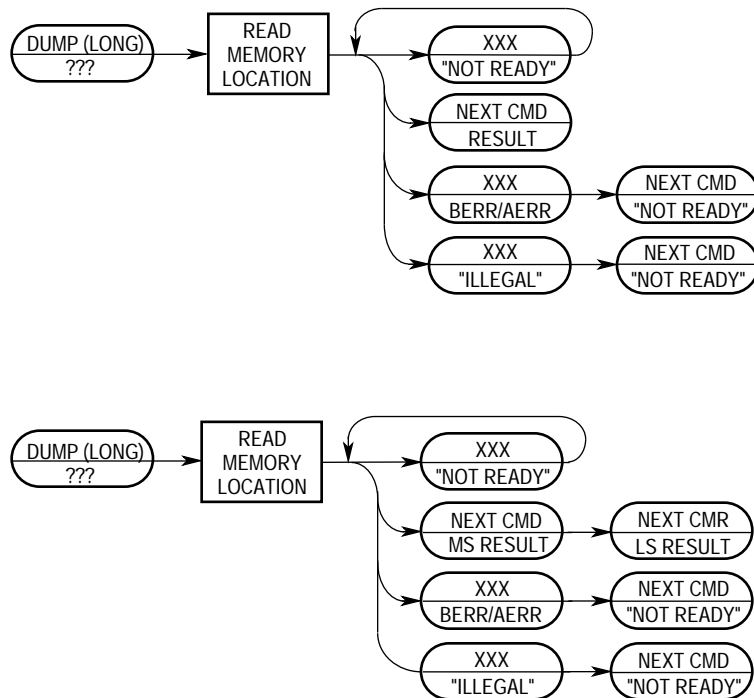 DUMP (LONG)
???
READ
MEMORY
LOCATION
XXX
"NOT READY"
NEXT CMD
RESULT
XXX
BERR/AERR
NEXT CMD
"NOT READY"
XXX
"ILLEGAL"
NEXT CMD
"NOT READY"
DUMP (LONG)
???
READ
MEMORY
LOCATION
XXX
"NOT READY"
NEXT CMD
MS RESULT
NEXT CMR
LS RESULT
XXX
BERR/AERR
NEXT CMD
"NOT READY"
XXX
"ILLEGAL"
NEXT CMD
"NOT READY"